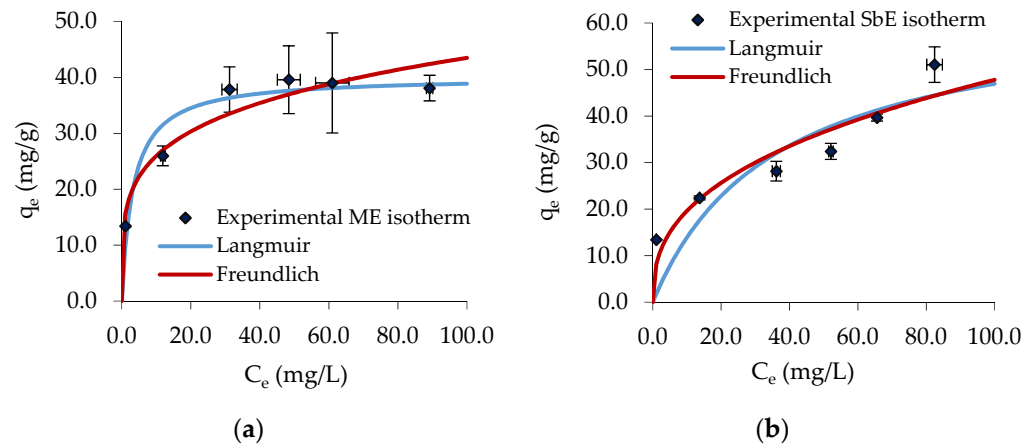 50.0
40.0
30.0
20.0
10.0
0.0
qe (mg/g)
Experimental ME isotherm
Langmuir
Freundlich
0.0 20.0 40.0 60.0 80.0 100.0
Ce (mg/L)
(a)
60.0
50.0
40.0
30.0
20.0
10.0
0.0
qe (mg/g)
Experimental SbE isotherm
Langmuir
Freundlich
0.0 20.0 40.0 60.0 80.0 100.0
Ce (mg/L)
(b)